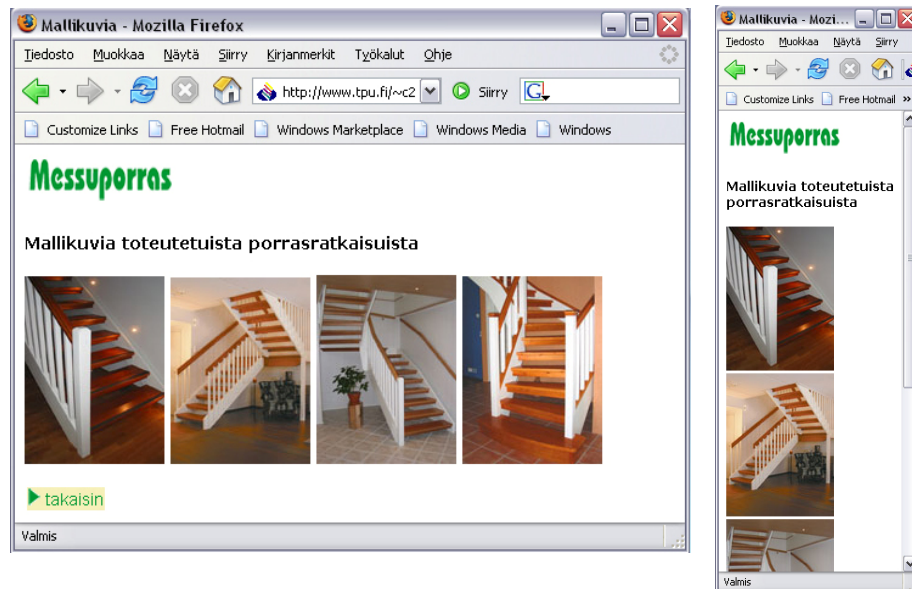 Mallikuvia - Mozilla Firefox
Tiedosto Muokkaa Näytä Siirry Kirjanmerkit Työkalut Ohje
http://www.tpu.fi/~c2 Siirry G
Customize Links Free Hotmail Windows Marketplace Windows Media Windows
Messuporras
Mallikuvia toteutetuista porrasratkaisuista
takaisin
Valmis
Mallikuvia - Mozi...
Tiedosto Muokkaa Näytä Siirry
Customize Links Free Hotmail »
Messuporras
Mallikuvia toteutetuista
porrasratkaisuista
Valmis